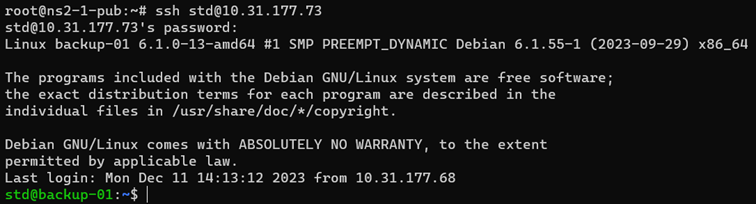 root@ns2-1-pub:~# ssh std@10.31.177.73
std@10.31.177.73's password:
Linux backup-01 6.1.0-13-amd64 #1 SMP PREEMPT_DYNAMIC Debian 6.1.55-1 (2023-09-29) x86_64

The programs included with the Debian GNU/Linux system are free software;
the exact distribution terms for each program are described in the
individual files in /usr/share/doc/*/copyright.

Debian GNU/Linux comes with ABSOLUTELY NO WARRANTY, to the extent
permitted by applicable law.
Last login: Mon Dec 11 14:13:12 2023 from 10.31.177.68
std@backup-01:~$